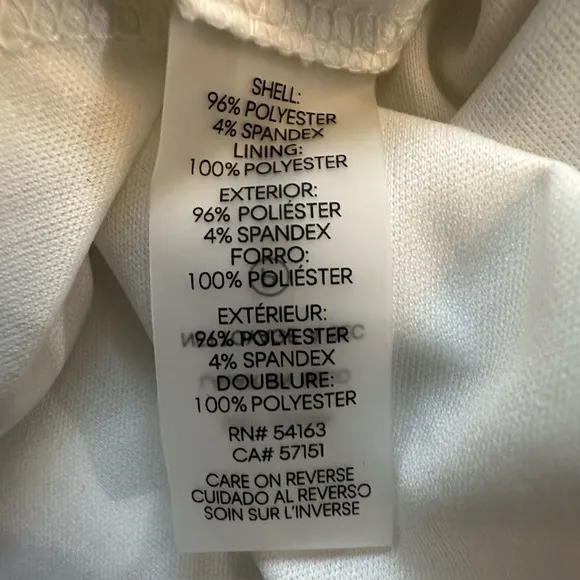 SHELL:
96% POLYESTER
4% SPANDEX
LINING:
100% POLYESTER
EXTERIOR:
96% POLIÉSTER
4% SPANDEX
FORRO:
100% POLIÉSTER
EXTÉRIEUR:
96% POLYESTER
4% SPANDEX
DOUBLURE:
100% POLYESTER
RN# 54163
CA# 57151
CARE ON REVERSE
CUIDADO AL REVERSO
SOIN SUR L'INVERSE